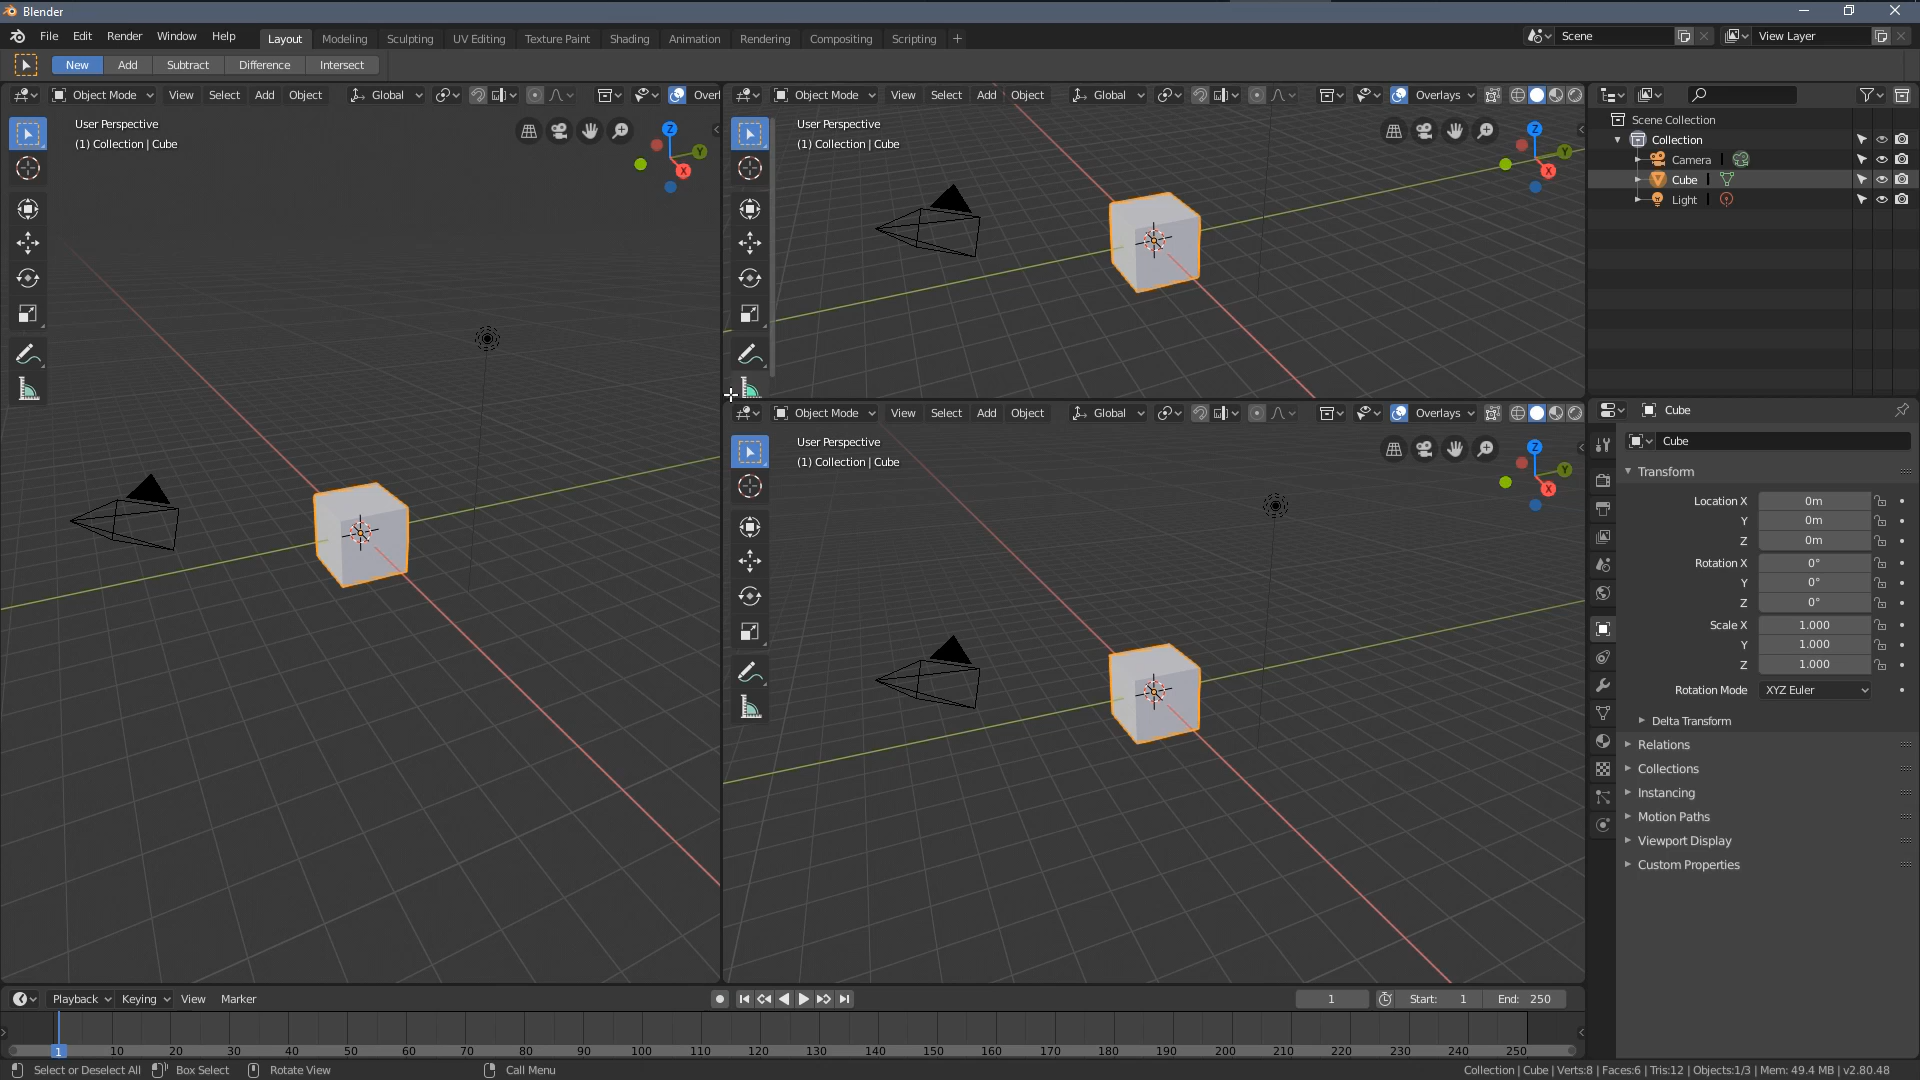 Blender
File Edit Render Window Help Layout Modeling Sculpting UV Editing Texture Paint Shading Animation Rendering Compositing Scripting + Scene View Layer
New Add Subtract Difference Intersect
Object Mode View Select Add Object Global Overl
User Perspective
(1) Collection | Cube
Z
Y
X
Object Mode View Select Add Object Global Overlays
User Perspective
(1) Collection | Cube
Z
Y
X
Object Mode View Select Add Object Global Overlays
User Perspective
(1) Collection | Cube
Z
Y
X
Scene Collection
Collection
Camera
Cube
Light
Cube
Cube
Transform
Location X 0m
Y 0m
Z 0m
Rotation X 0°
Y 0°
Z 0°
Scale X 1.000
Y 1.000
Z 1.000
Rotation Mode XYZ Euler
Delta Transform
Relations
Collections
Instancing
Motion Paths
Viewport Display
Custom Properties
Playback Keying View Marker 1 Start: 1 End: 250
1 10 20 30 40 50 60 70 80 90 100 110 120 130 140 150 160 170 180 190 200 210 220 230 240 250
Select or Deselect All Box Select Rotate View Call Menu Collection | Cube | Verts:8 | Faces:6 | Tris:12 | Objects:1/3 | Mem: 49.4 MB | v2.80.48